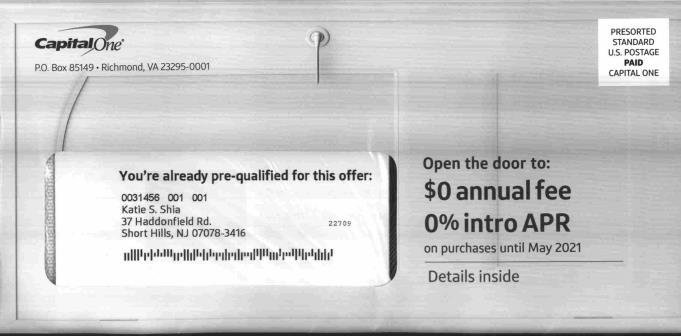 CapitalOne®
P.O. Box 85149 • Richmond, VA 23295-0001
PRESORTED
STANDARD
U.S. POSTAGE
PAID
CAPITAL ONE
You're already pre-qualified for this offer:
0031456 001 001
Katie S. Shia
37 Haddonfield Rd.
22709
Short Hills, NJ 07078-3416
Open the door to:
$0 annual fee
0% intro APR
on purchases until May 2021
Details inside